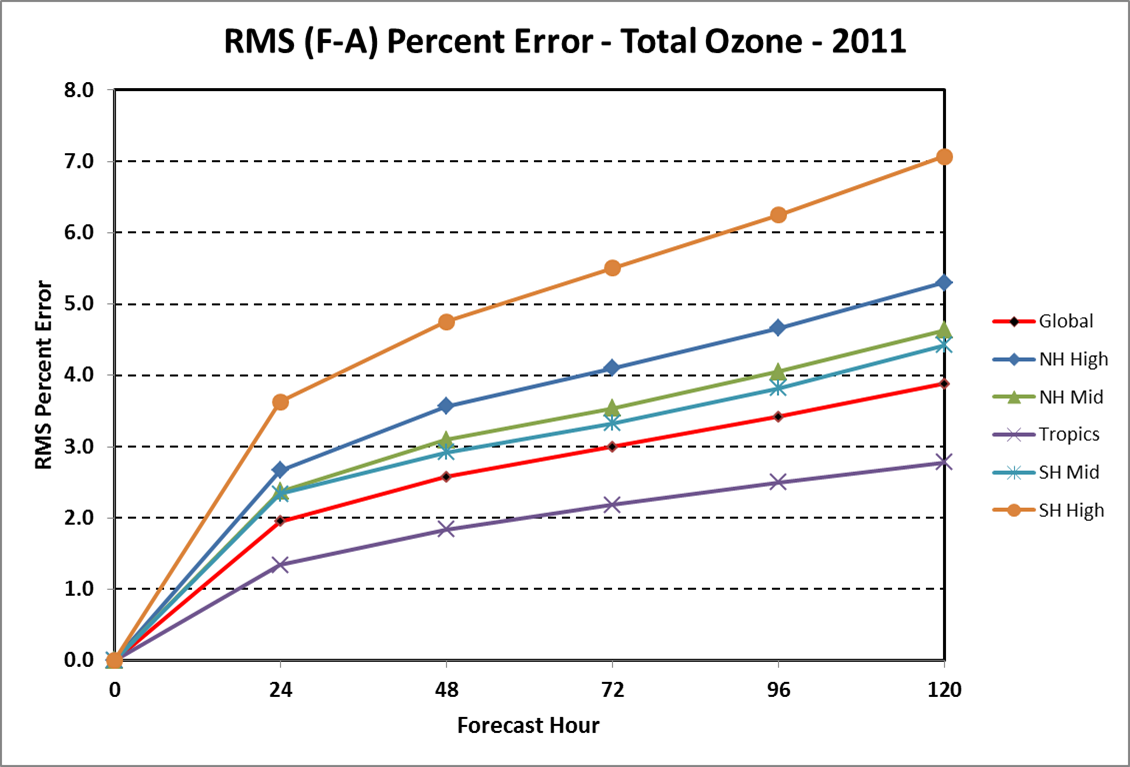 RMS (F-A) Percent Error - Total Ozone - 2011
8.0
7.0
6.0
5.0
4.0
3.0
2.0
1.0
0.0
RMS Percent Error
0 24 48 72 96 120
Forecast Hour
Global
NH High
NH Mid
Tropics
SH Mid
SH High